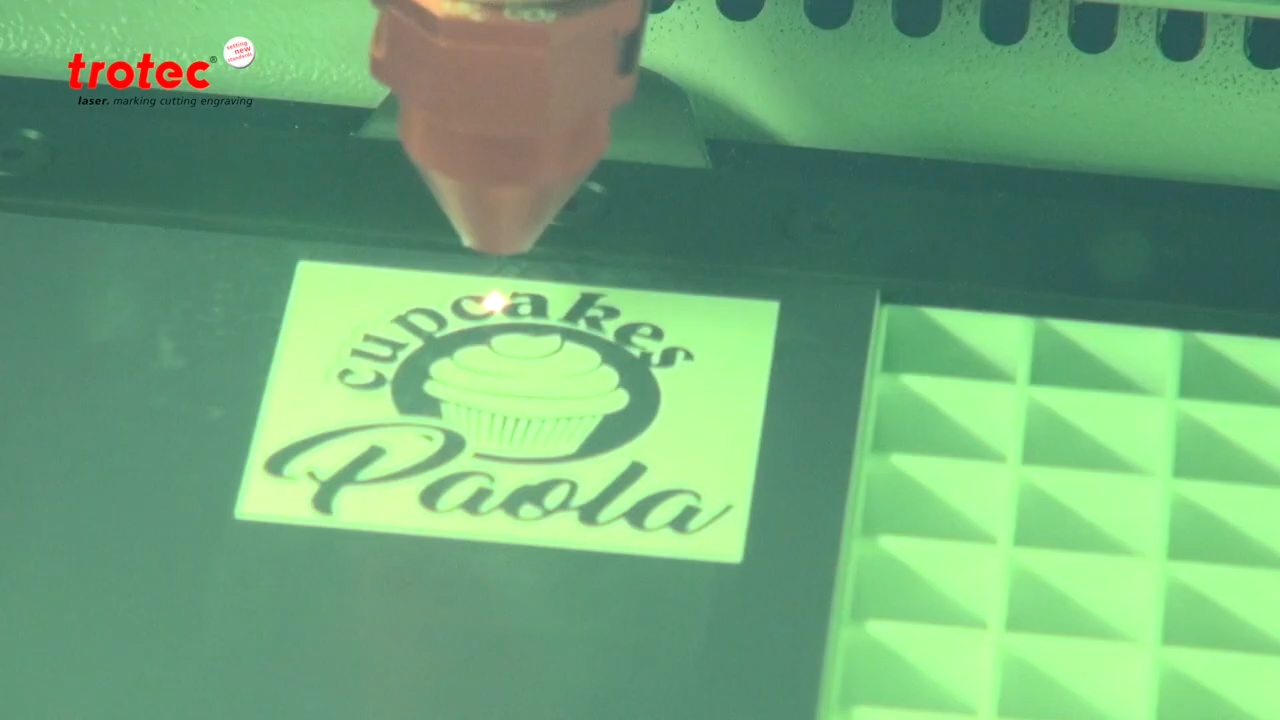 trotec®
setting
new
standards
laser. marking cutting engraving
cupcakes
Paola